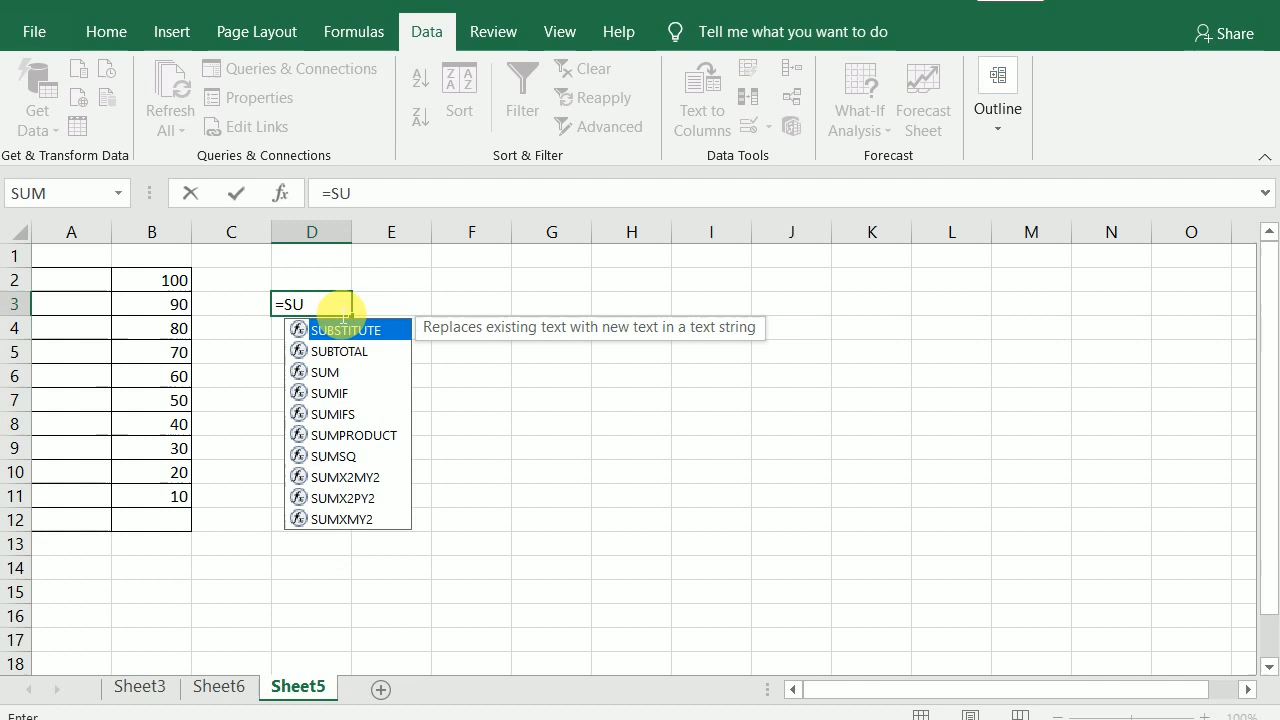 File Home Insert Page Layout Formulas Data Review View Help Tell me what you want to do Share
Get Data
Refresh All
Queries & Connections
Properties
Edit Links
Sort
Filter
Clear
Reapply
Advanced
Text to Columns
What-If Analysis
Forecast Sheet
Outline
Get & Transform Data Queries & Connections Sort & Filter Data Tools Forecast
SUM fx =SU
A B C D E F G H I J K L M N O
1
2 100
3 90 =SU
4 80
5 70
6 60
7 50
8 40
9 30
10 20
11 10
12
13
14
15
16
17
18
SUBSTITUTE Replaces existing text with new text in a text string
SUBTOTAL
SUM
SUMIF
SUMIFS
SUMPRODUCT
SUMSQ
SUMX2MY2
SUMX2PY2
SUMXMY2
Sheet3 Sheet6 Sheet5
Enter 100%